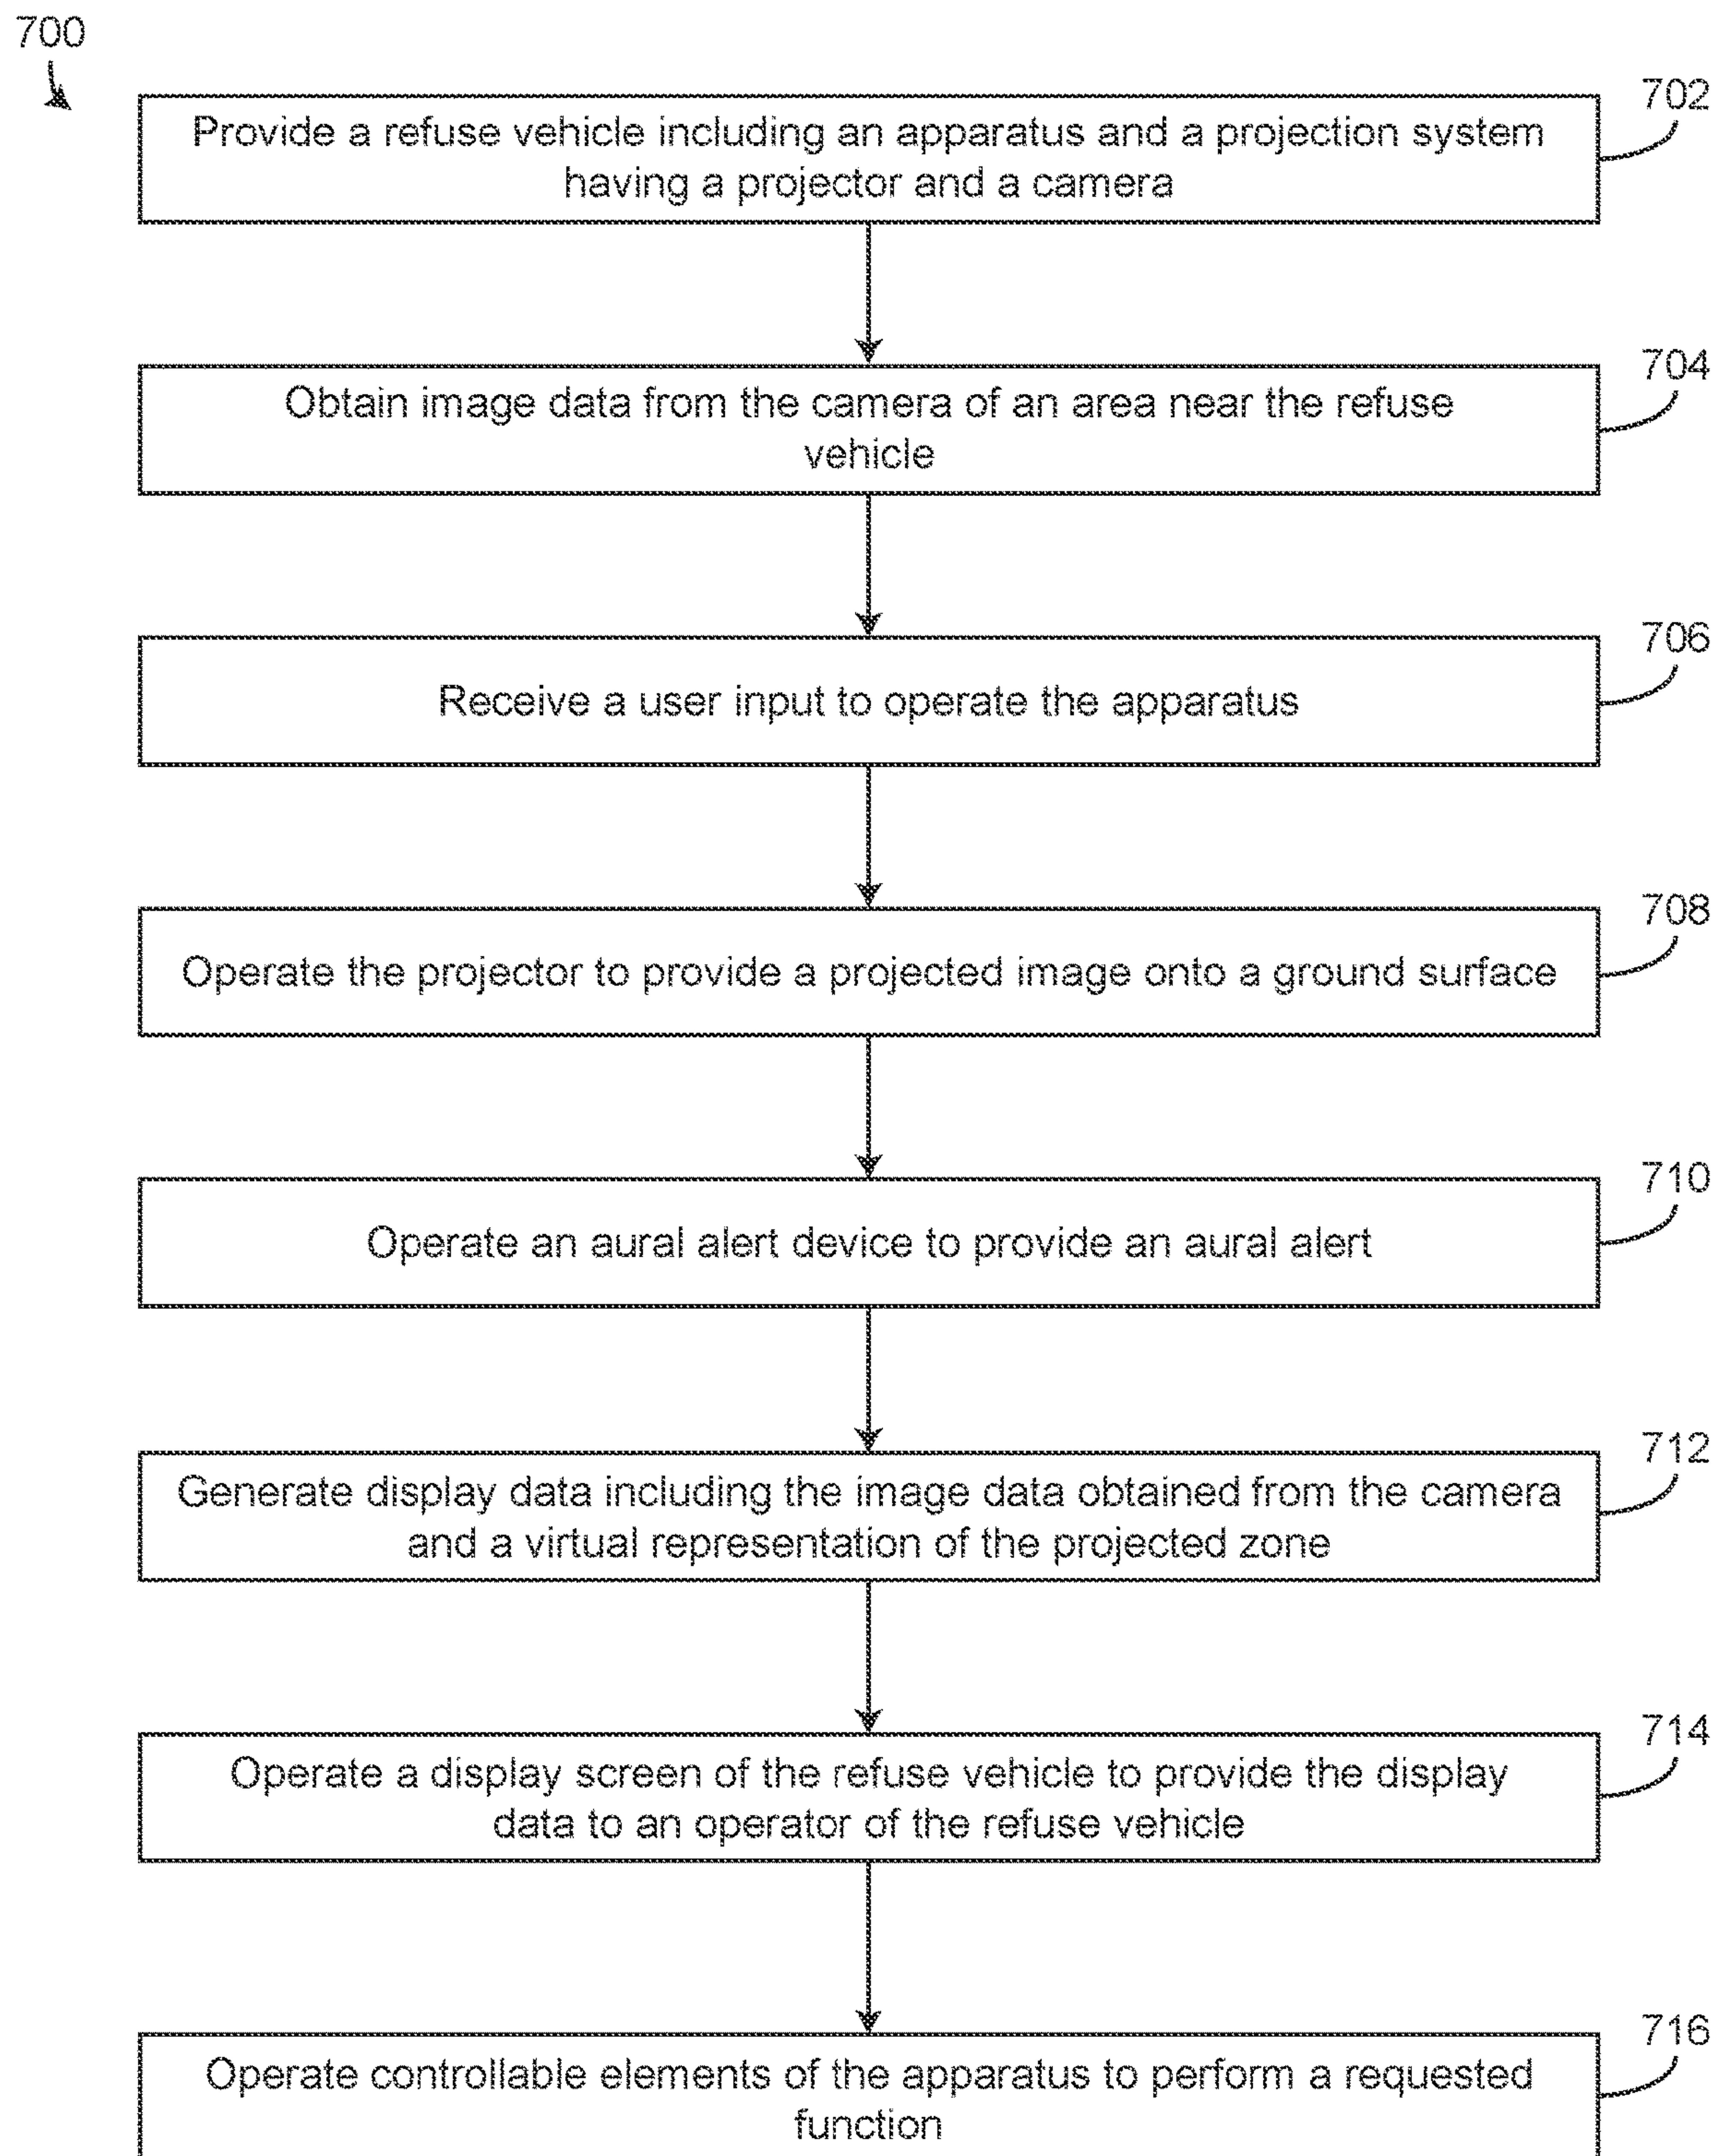 700
702
Provide a refuse vehicle including an apparatus and a projection system
having a projector and a camera
704
Obtain image data from the camera of an area near the refuse
vehicle
706
Receive a user input to operate the apparatus
708
Operate the projector to provide a projected image onto a ground surface
710
Operate an aural alert device to provide an aural alert
712
Generate display data including the image data obtained from the camera
and a virtual representation of the projected zone
714
Operate a display screen of the refuse vehicle to provide the display
data to an operator of the refuse vehicle
716
Operate controllable elements of the apparatus to perform a requested
function